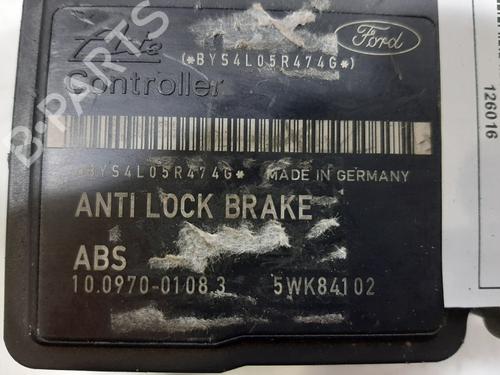 Ate
Ford
(*BYS4L05R474G*)
Controller
*BYS4L05R474G*
MADE IN GERMANY
ANTI LOCK BRAKE
ABS
10.0970-0108.3 5WK84102
126016
B-PARTS